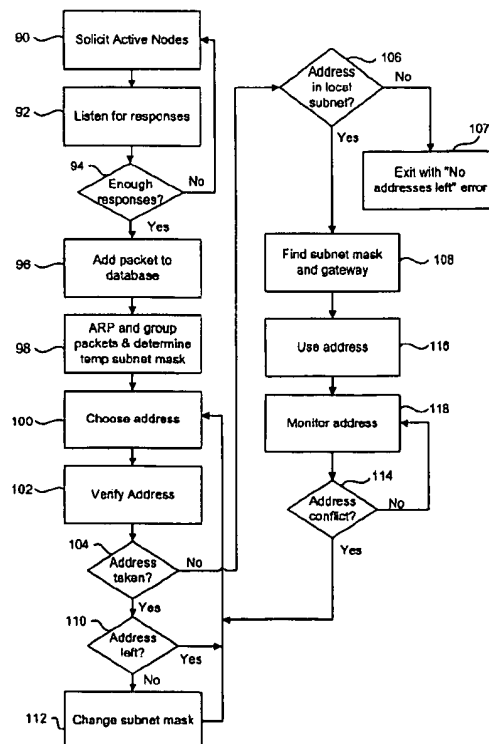 90
Solicit Active Nodes
92
Listen for responses
94
Enough
responses?
No
Yes
96
Add packet to
database
98
ARP and group
packets & determine
temp subnet mask
100
Choose address
102
Verify Address
104
Address
taken?
No
Yes
110
Address
left?
Yes
No
112
Change subnet mask
106
Address
in local
subnet?
No
Yes
107
Exit with "No
addresses left" error
Find subnet mask
and gateway
108
Use address
116
Monitor address
118
114
Address
conflict?
No
Yes